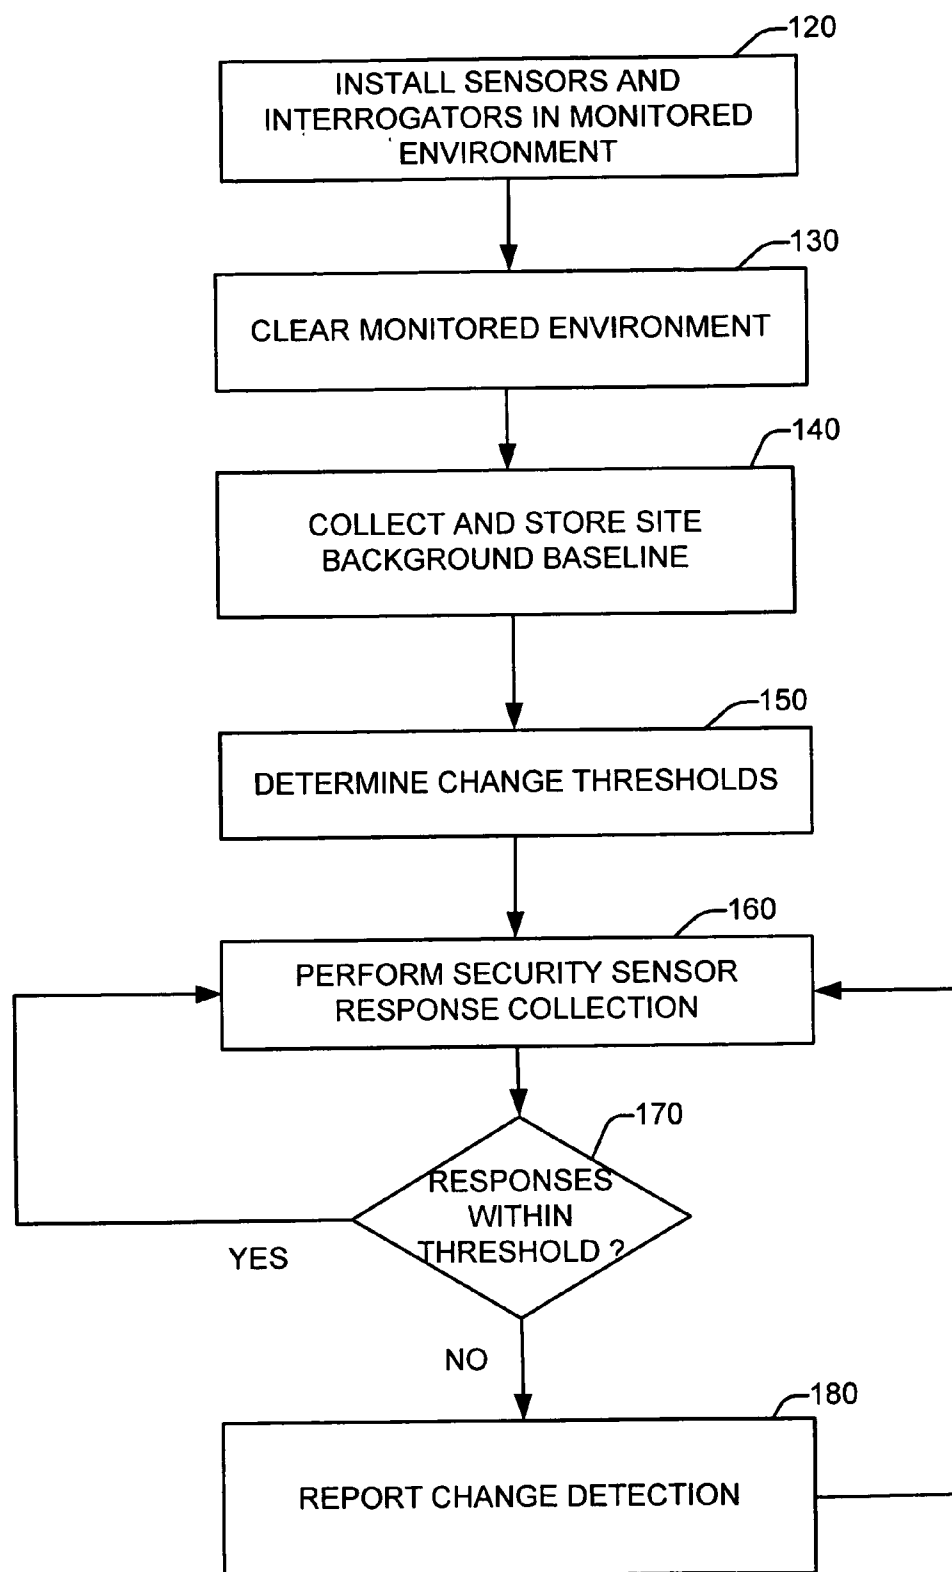 120
INSTALL SENSORS AND
INTERROGATORS IN MONITORED
ENVIRONMENT
130
CLEAR MONITORED ENVIRONMENT
140
COLLECT AND STORE SITE
BACKGROUND BASELINE
150
DETERMINE CHANGE THRESHOLDS
160
PERFORM SECURITY SENSOR
RESPONSE COLLECTION
170
RESPONSES
WITHIN
THRESHOLD ?
YES
NO
180
REPORT CHANGE DETECTION